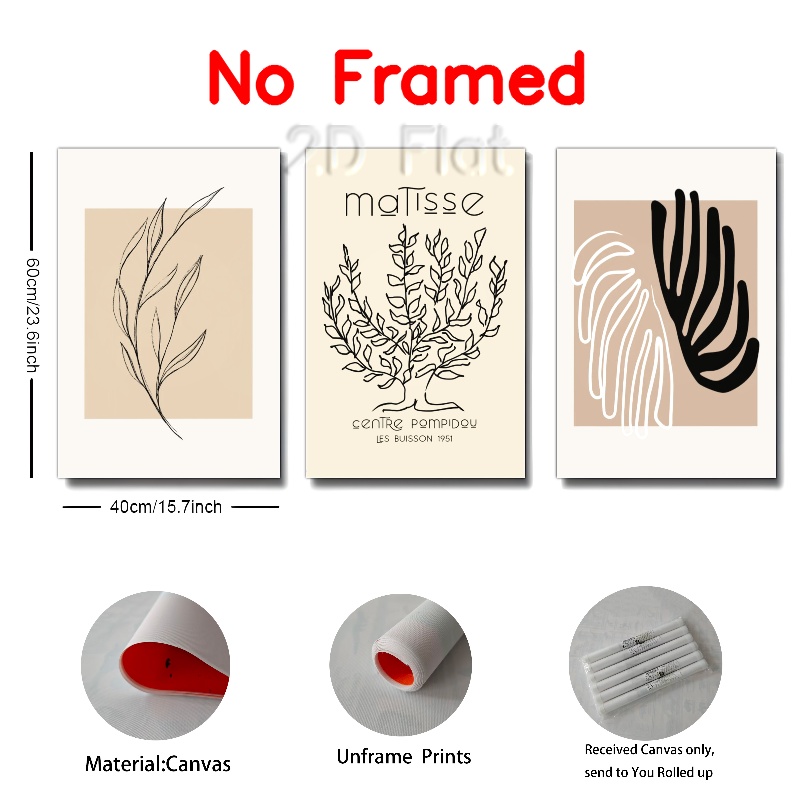 No Framed
2D Flat
maTisse
cenTRe POMPIDOU
LES BUISSON 1951
60cm/23.6inch
40cm/15.7inch
Material:Canvas
Unframe Prints
Received Canvas only,
send to You Rolled up